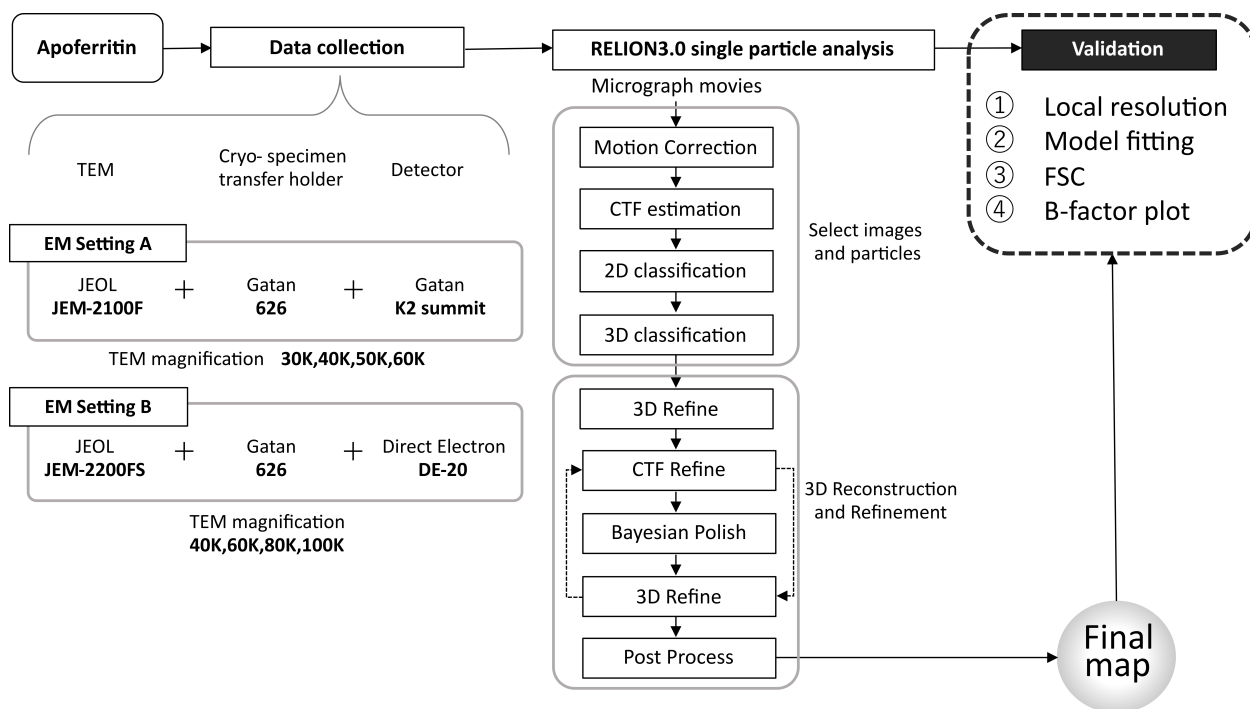 Apoferritin
Data collection
RELION3.0 single particle analysis
Validation
① Local resolution
② Model fitting
③ FSC
④ B-factor plot
TEM
Cryo- specimen
transfer holder
Detector
EM Setting A
JEOL
JEM-2100F
+
Gatan
626
+
Gatan
K2 summit
TEM magnification 30K,40K,50K,60K
EM Setting B
JEOL
JEM-2200FS
+
Gatan
626
+
Direct Electron
DE-20
TEM magnification
40K,60K,80K,100K
Micrograph movies
Motion Correction
CTF estimation
2D classification
3D classification
Select images
and particles
3D Refine
CTF Refine
Bayesian Polish
3D Refine
Post Process
3D Reconstruction
and Refinement
Final
map